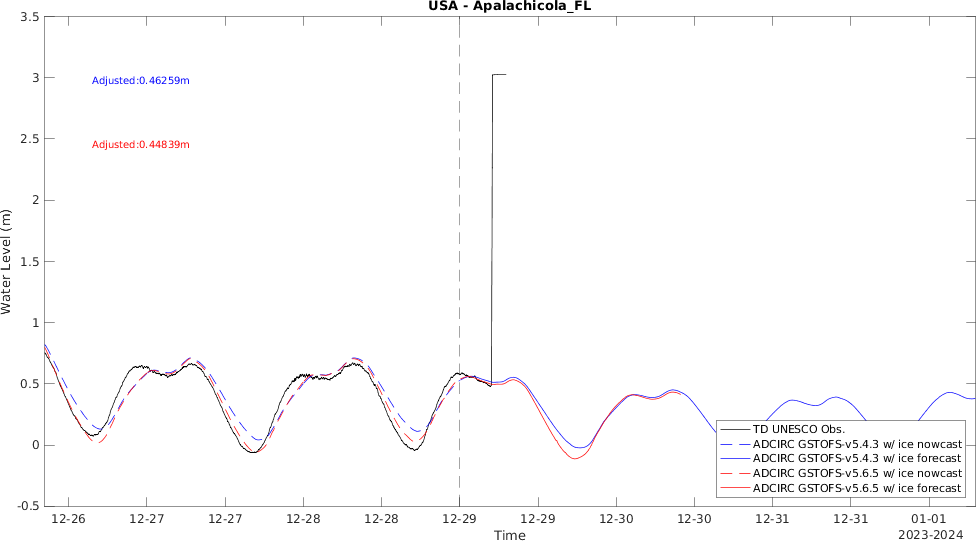 USA - Apalachicola_FL
3.5
3
2.5
2
1.5
1
0.5
0
-0.5
Water Level (m)
Adjusted:0.46259m
Adjusted:0.44839m
TD UNESCO Obs.
ADCIRC GSTOFS-v5.4.3 w/ ice nowcast
ADCIRC GSTOFS-v5.4.3 w/ ice forecast
ADCIRC GSTOFS-v5.6.5 w/ ice nowcast
ADCIRC GSTOFS-v5.6.5 w/ ice forecast
12-26 12-27 12-27 12-28 12-28 12-29 12-29 12-30 12-30 12-31 12-31 01-01
Time
2023-2024